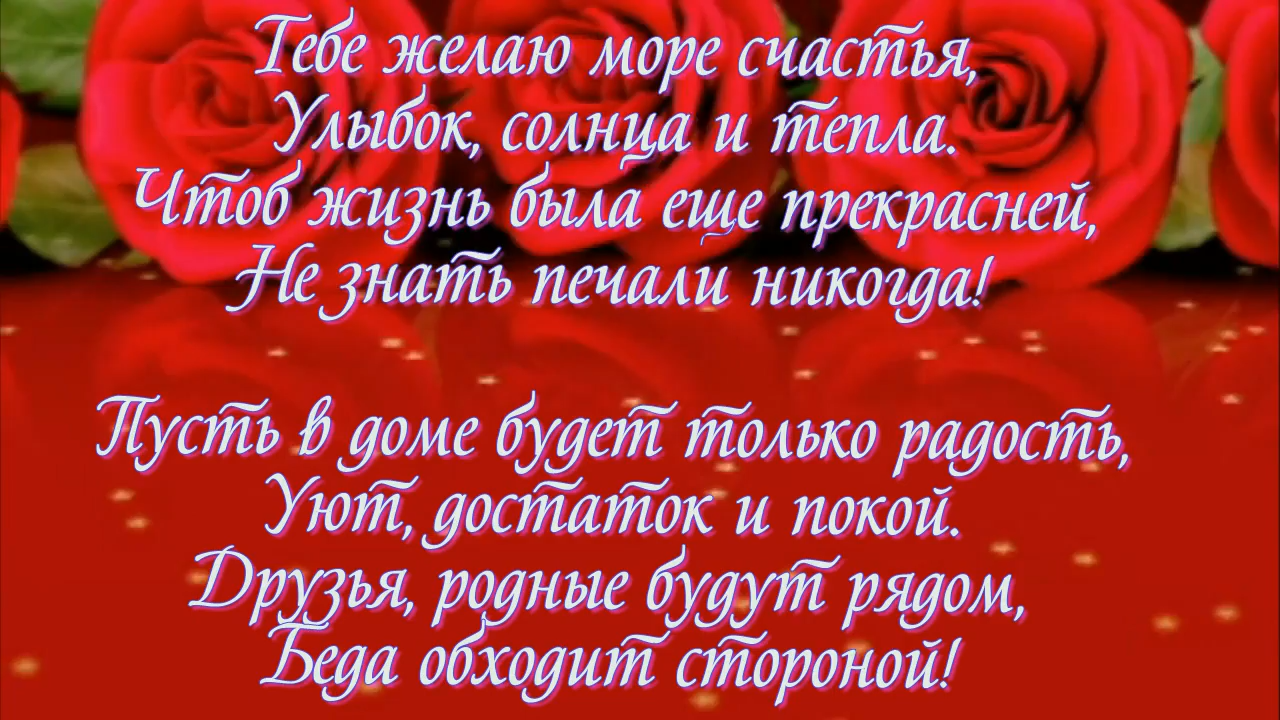 Тебе желаю море счастья,
Улыбок, солнца и тепла.
Чтоб жизнь была еще прекрасней,
Не знать печали никогда!
Пусть в доме будет только радость,
Уют, достаток и покой.
Друзья, родные будут рядом,
Беда обходит стороной!